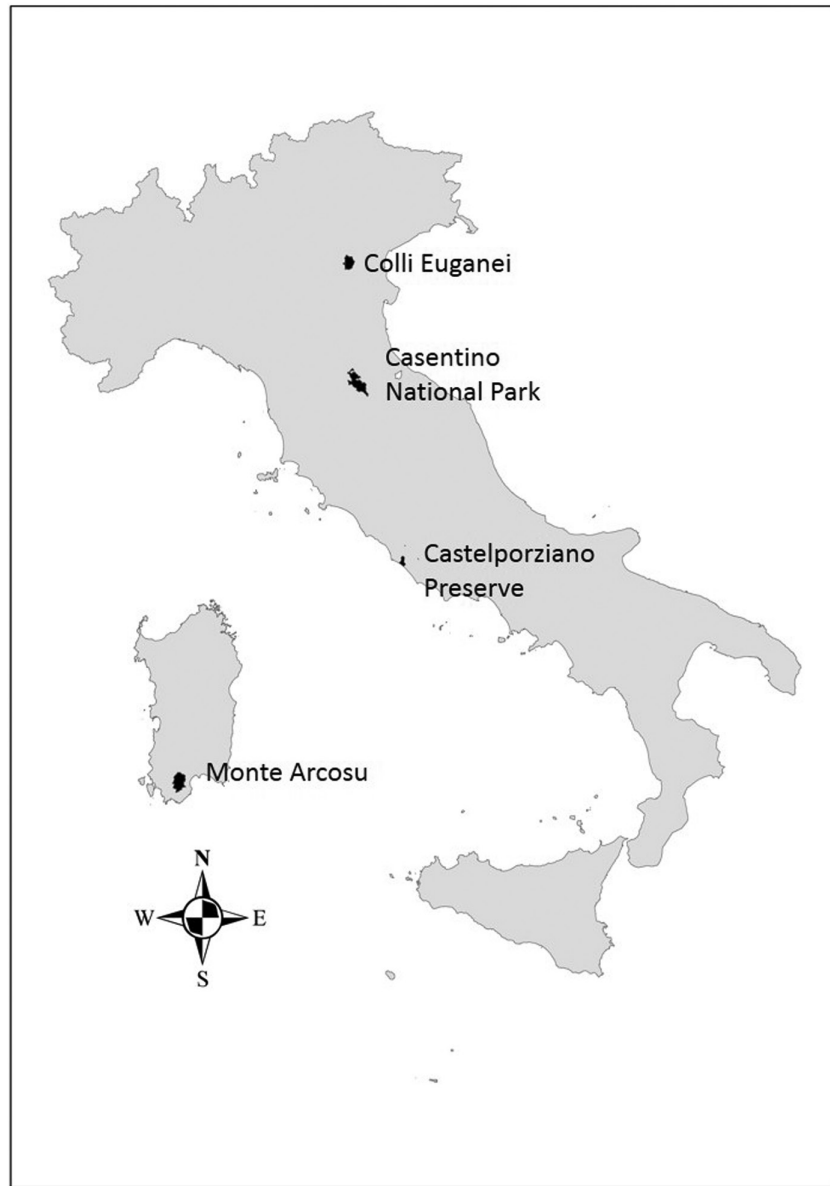 Colli Euganei
Casentino
National Park
Castelporziano
Preserve
Monte Arcosu
N
W E
S